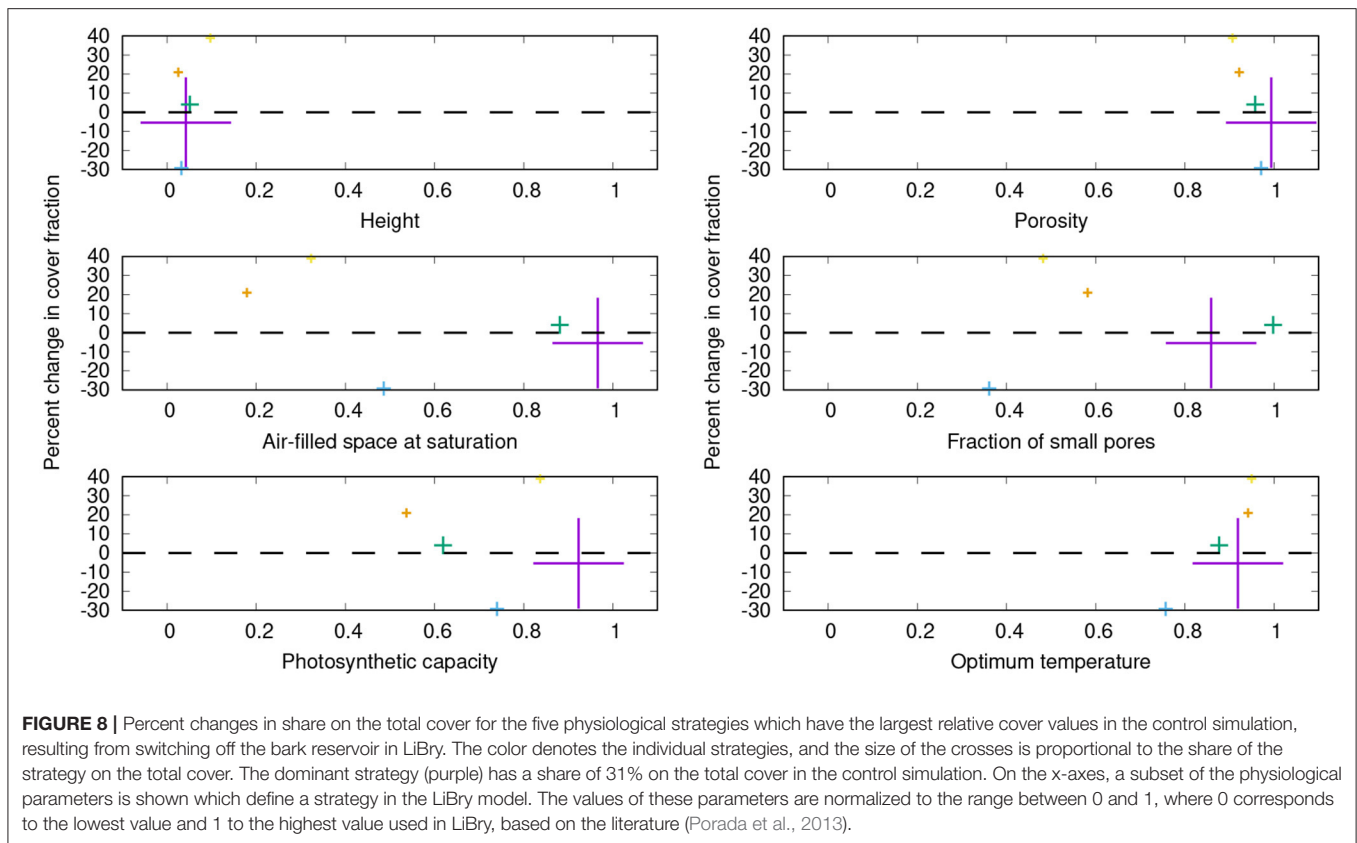 Percent change in cover fraction
40
30
20
10
0
-10
-20
-30
0 0.2 0.4 0.6 0.8 1
Height
40
30
20
10
0
-10
-20
-30
0 0.2 0.4 0.6 0.8 1
Air-filled space at saturation
40
30
20
10
0
-10
-20
-30
0 0.2 0.4 0.6 0.8 1
Photosynthetic capacity
Percent change in cover fraction
40
30
20
10
0
-10
-20
-30
0 0.2 0.4 0.6 0.8 1
Porosity
40
30
20
10
0
-10
-20
-30
0 0.2 0.4 0.6 0.8 1
Fraction of small pores
40
30
20
10
0
-10
-20
-30
0 0.2 0.4 0.6 0.8 1
Optimum temperature
FIGURE 8 | Percent changes in share on the total cover for the five physiological strategies which have the largest relative cover values in the control simulation,
resulting from switching off the bark reservoir in LiBry. The color denotes the individual strategies, and the size of the crosses is proportional to the share of the
strategy on the total cover. The dominant strategy (purple) has a share of 31% on the total cover in the control simulation. On the x-axes, a subset of the physiological
parameters is shown which define a strategy in the LiBry model. The values of these parameters are normalized to the range between 0 and 1, where 0 corresponds
to the lowest value and 1 to the highest value used in LiBry, based on the literature (Porada et al., 2013).